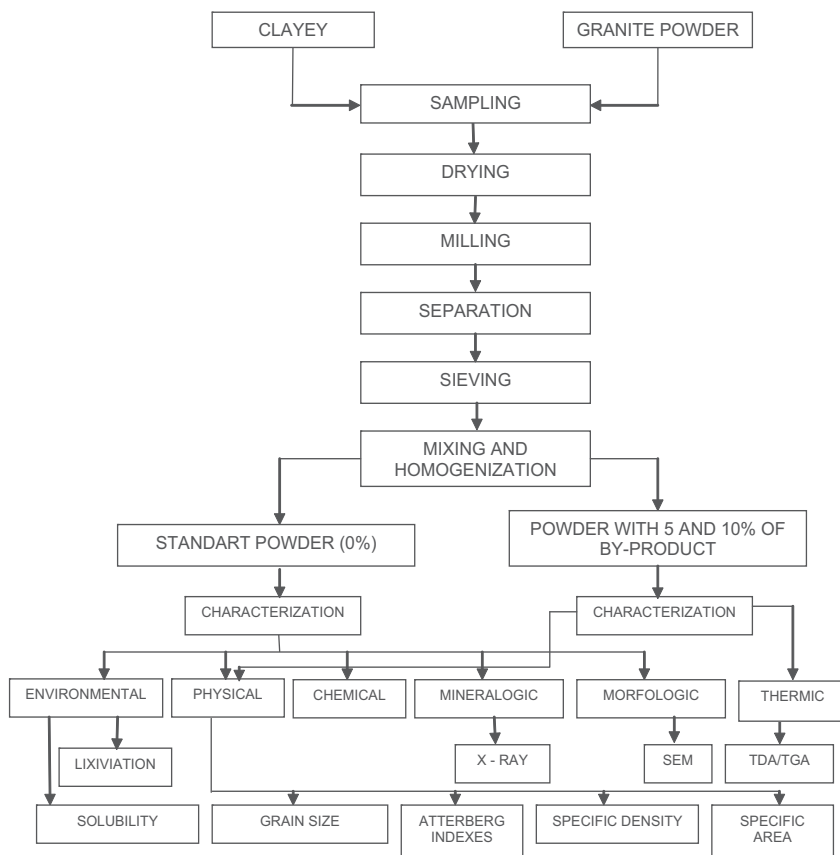 CLAYEY
GRANITE POWDER
SAMPLING
DRYING
MILLING
SEPARATION
SIEVING
MIXING AND
HOMOGENIZATION
STANDART POWDER (0%)
POWDER WITH 5 AND 10% OF
BY-PRODUCT
CHARACTERIZATION
CHARACTERIZATION
ENVIRONMENTAL
PHYSICAL
CHEMICAL
MINERALOGIC
MORFOLOGIC
THERMIC
LIXIVIATION
X - RAY
SEM
TDA/TGA
SOLUBILITY
GRAIN SIZE
ATTERBERG
INDEXES
SPECIFIC DENSITY
SPECIFIC
AREA